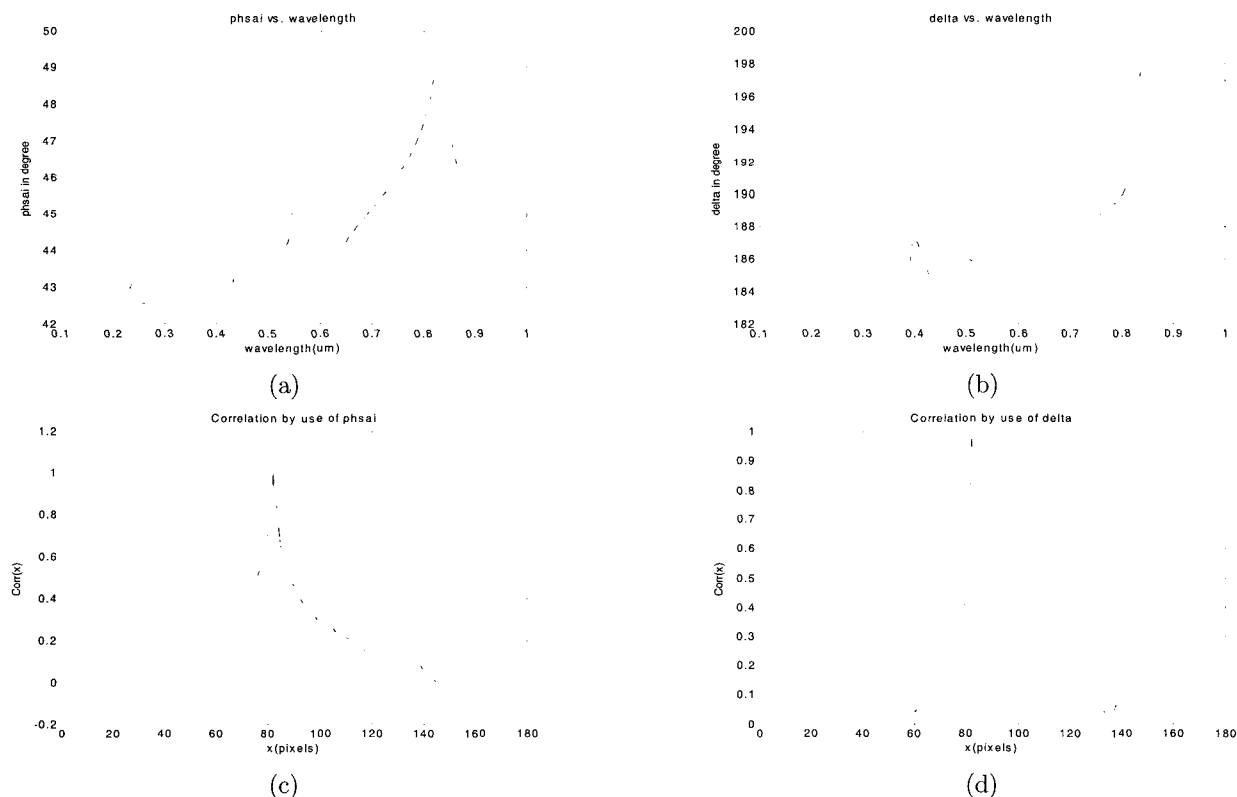 phsai vs. wavelength
50
49
48
47
46
45
44
43
42
phsai in degree
0.1 0.2 0.3 0.4 0.5 0.6 0.7 0.8 0.9 1
wavelength(um)
(a)
delta vs. wavelength
200
198
196
194
192
190
188
186
184
182
delta in degree
0.1 0.2 0.3 0.4 0.5 0.6 0.7 0.8 0.9 1
wavelength(um)
(b)
Correlation by use of phsai
1.2
1
0.8
0.6
0.4
0.2
0
-0.2
Corr(x)
0 20 40 60 80 100 120 140 160 180
x(pixels)
(c)
Correlation by use of delta
1
0.9
0.8
0.7
0.6
0.5
0.4
0.3
0.2
0.1
0
Corr(x)
0 20 40 60 80 100 120 140 160 180
x(pixels)
(d)